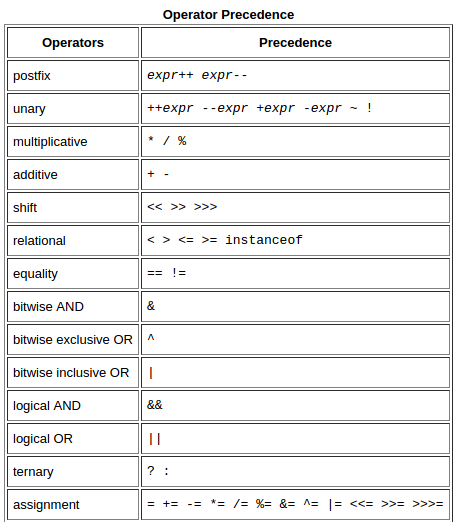 Operator Precedence
Operators Precedence
postfix expr++ expr--
unary ++expr --expr +expr -expr ~ !
multiplicative * / %
additive + -
shift << >> >>>
relational < > <= >= instanceof
equality == !=
bitwise AND &
bitwise exclusive OR ^
bitwise inclusive OR |
logical AND &&
logical OR ||
ternary ? :
assignment = += -= *= /= %= &= ^= |= <<= >>= >>>=